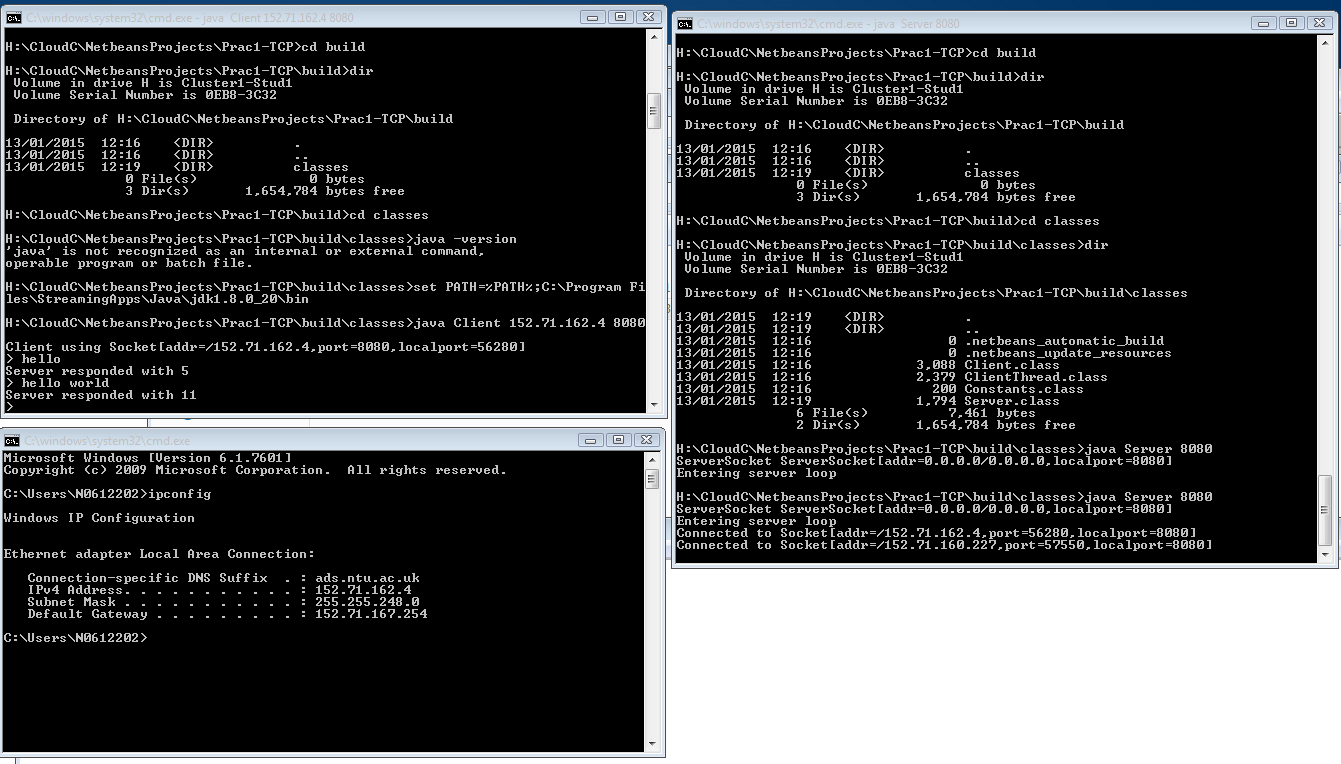 C:\windows\system32\cmd.exe - java Client 152.71.162.4 8080
H:\CloudC\NetbeansProjects\Prac1-TCP>cd build
H:\CloudC\NetbeansProjects\Prac1-TCP\build>dir
Volume in drive H is Cluster1-Stud1
Volume Serial Number is 0EB8-3C32
Directory of H:\CloudC\NetbeansProjects\Prac1-TCP\build
13/01/2015 12:16 <DIR> .
13/01/2015 12:16 <DIR> ..
13/01/2015 12:19 <DIR> classes
0 File(s) 0 bytes
3 Dir(s) 1,654,784 bytes free
H:\CloudC\NetbeansProjects\Prac1-TCP\build>cd classes
H:\CloudC\NetbeansProjects\Prac1-TCP\build\classes>java -version
'java' is not recognized as an internal or external command,
operable program or batch file.
H:\CloudC\NetbeansProjects\Prac1-TCP\build\classes>set PATH=%PATH%;C:\Program Fi
les\StreamingApps\Java\jdk1.8.0_20\bin
H:\CloudC\NetbeansProjects\Prac1-TCP\build\classes>java Client 152.71.162.4 8080
Client using Socket[addr=/152.71.162.4,port=8080,localport=56280]
> hello
Server responded with 5
> hello world
Server responded with 11
>
C:\windows\system32\cmd.exe
Microsoft Windows [Version 6.1.7601]
Copyright (c) 2009 Microsoft Corporation. All rights reserved.
C:\Users\N0612202>ipconfig
Windows IP Configuration
Ethernet adapter Local Area Connection:
Connection-specific DNS Suffix . : ads.ntu.ac.uk
IPv4 Address. . . . . . . . . . . : 152.71.162.4
Subnet Mask . . . . . . . . . . . : 255.255.248.0
Default Gateway . . . . . . . . . : 152.71.167.254
C:\Users\N0612202>
C:\windows\system32\cmd.exe - java Server 8080
H:\CloudC\NetbeansProjects\Prac1-TCP>cd build
H:\CloudC\NetbeansProjects\Prac1-TCP\build>dir
Volume in drive H is Cluster1-Stud1
Volume Serial Number is 0EB8-3C32
Directory of H:\CloudC\NetbeansProjects\Prac1-TCP\build
13/01/2015 12:16 <DIR> .
13/01/2015 12:16 <DIR> ..
13/01/2015 12:19 <DIR> classes
0 File(s) 0 bytes
3 Dir(s) 1,654,784 bytes free
H:\CloudC\NetbeansProjects\Prac1-TCP\build>cd classes
H:\CloudC\NetbeansProjects\Prac1-TCP\build\classes>dir
Volume in drive H is Cluster1-Stud1
Volume Serial Number is 0EB8-3C32
Directory of H:\CloudC\NetbeansProjects\Prac1-TCP\build\classes
13/01/2015 12:19 <DIR> .
13/01/2015 12:19 <DIR> ..
13/01/2015 12:16 0 .netbeans_automatic_build
13/01/2015 12:16 0 .netbeans_update_resources
13/01/2015 12:16 3,088 Client.class
13/01/2015 12:16 2,379 ClientThread.class
13/01/2015 12:16 200 Constants.class
13/01/2015 12:16 1,794 Server.class
6 File(s) 7,461 bytes
2 Dir(s) 1,654,784 bytes free
H:\CloudC\NetbeansProjects\Prac1-TCP\build\classes>java Server 8080
ServerSocket ServerSocket[addr=0.0.0.0/0.0.0.0,localport=8080]
Entering server loop
H:\CloudC\NetbeansProjects\Prac1-TCP\build\classes>java Server 8080
ServerSocket ServerSocket[addr=0.0.0.0/0.0.0.0,localport=8080]
Entering server loop
Connected to Socket[addr=/152.71.162.4,port=56280,localport=8080]
Connected to Socket[addr=/152.71.160.227,port=57550,localport=8080]